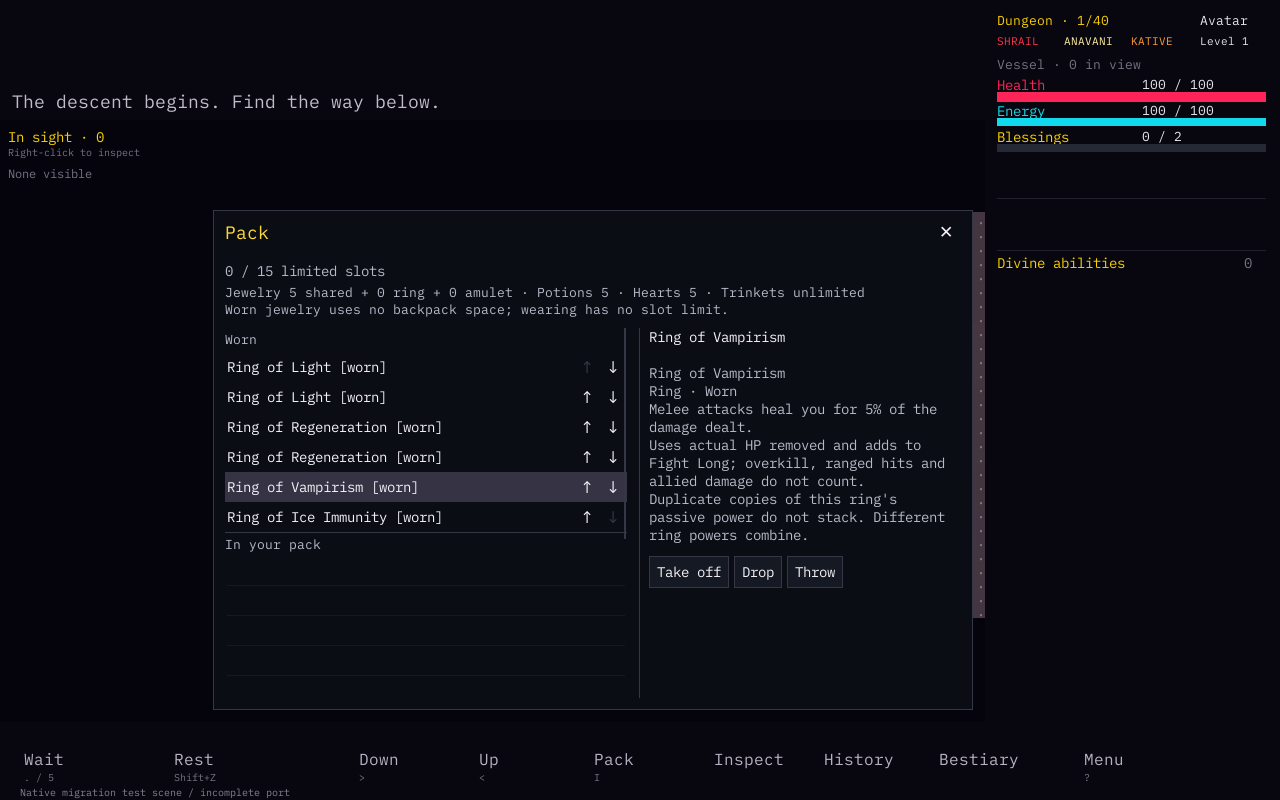 Dungeon · 1/40 Avatar
SHRAIL ANAVANI KATIVE Level 1
Vessel · 0 in view
Health 100 / 100
Energy 100 / 100
Blessings 0 / 2
Divine abilities 0
The descent begins. Find the way below.
In sight · 0
Right-click to inspect
None visible
Pack ✕
0 / 15 limited slots
Jewelry 5 shared + 0 ring + 0 amulet · Potions 5 · Hearts 5 · Trinkets unlimited
Worn jewelry uses no backpack space; wearing has no slot limit.
Worn
Ring of Light [worn] ↑ ↓
Ring of Light [worn] ↑ ↓
Ring of Regeneration [worn] ↑ ↓
Ring of Regeneration [worn] ↑ ↓
Ring of Vampirism [worn] ↑ ↓
Ring of Ice Immunity [worn] ↑ ↓
In your pack
Ring of Vampirism
Ring of Vampirism
Ring · Worn
Melee attacks heal you for 5% of the
damage dealt.
Uses actual HP removed and adds to
Fight Long; overkill, ranged hits and
allied damage do not count.
Duplicate copies of this ring's
passive power do not stack. Different
ring powers combine.
Take off Drop Throw
Wait Rest Down Up Pack Inspect History Bestiary Menu
. / 5 Shift+Z > < I ?
Native migration test scene / incomplete port